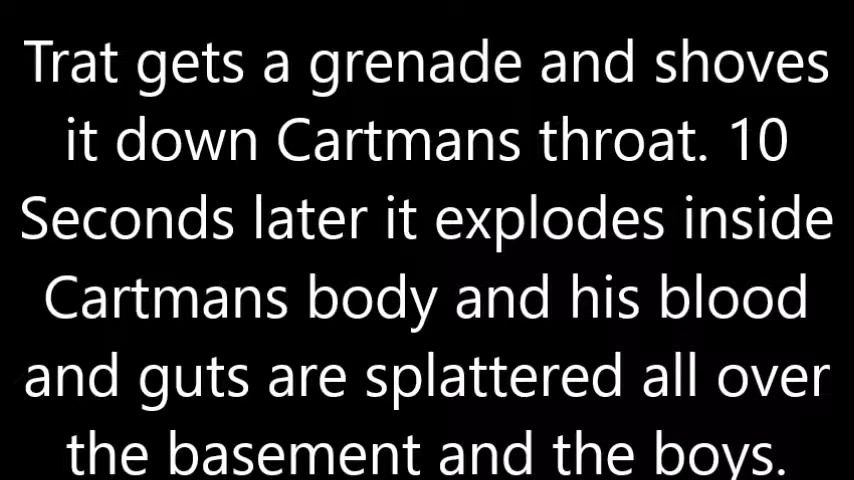 Trat gets a grenade and shoves
it down Cartmans throat. 10
Seconds later it explodes inside
Cartmans body and his blood
and guts are splattered all over
the basement and the boys.